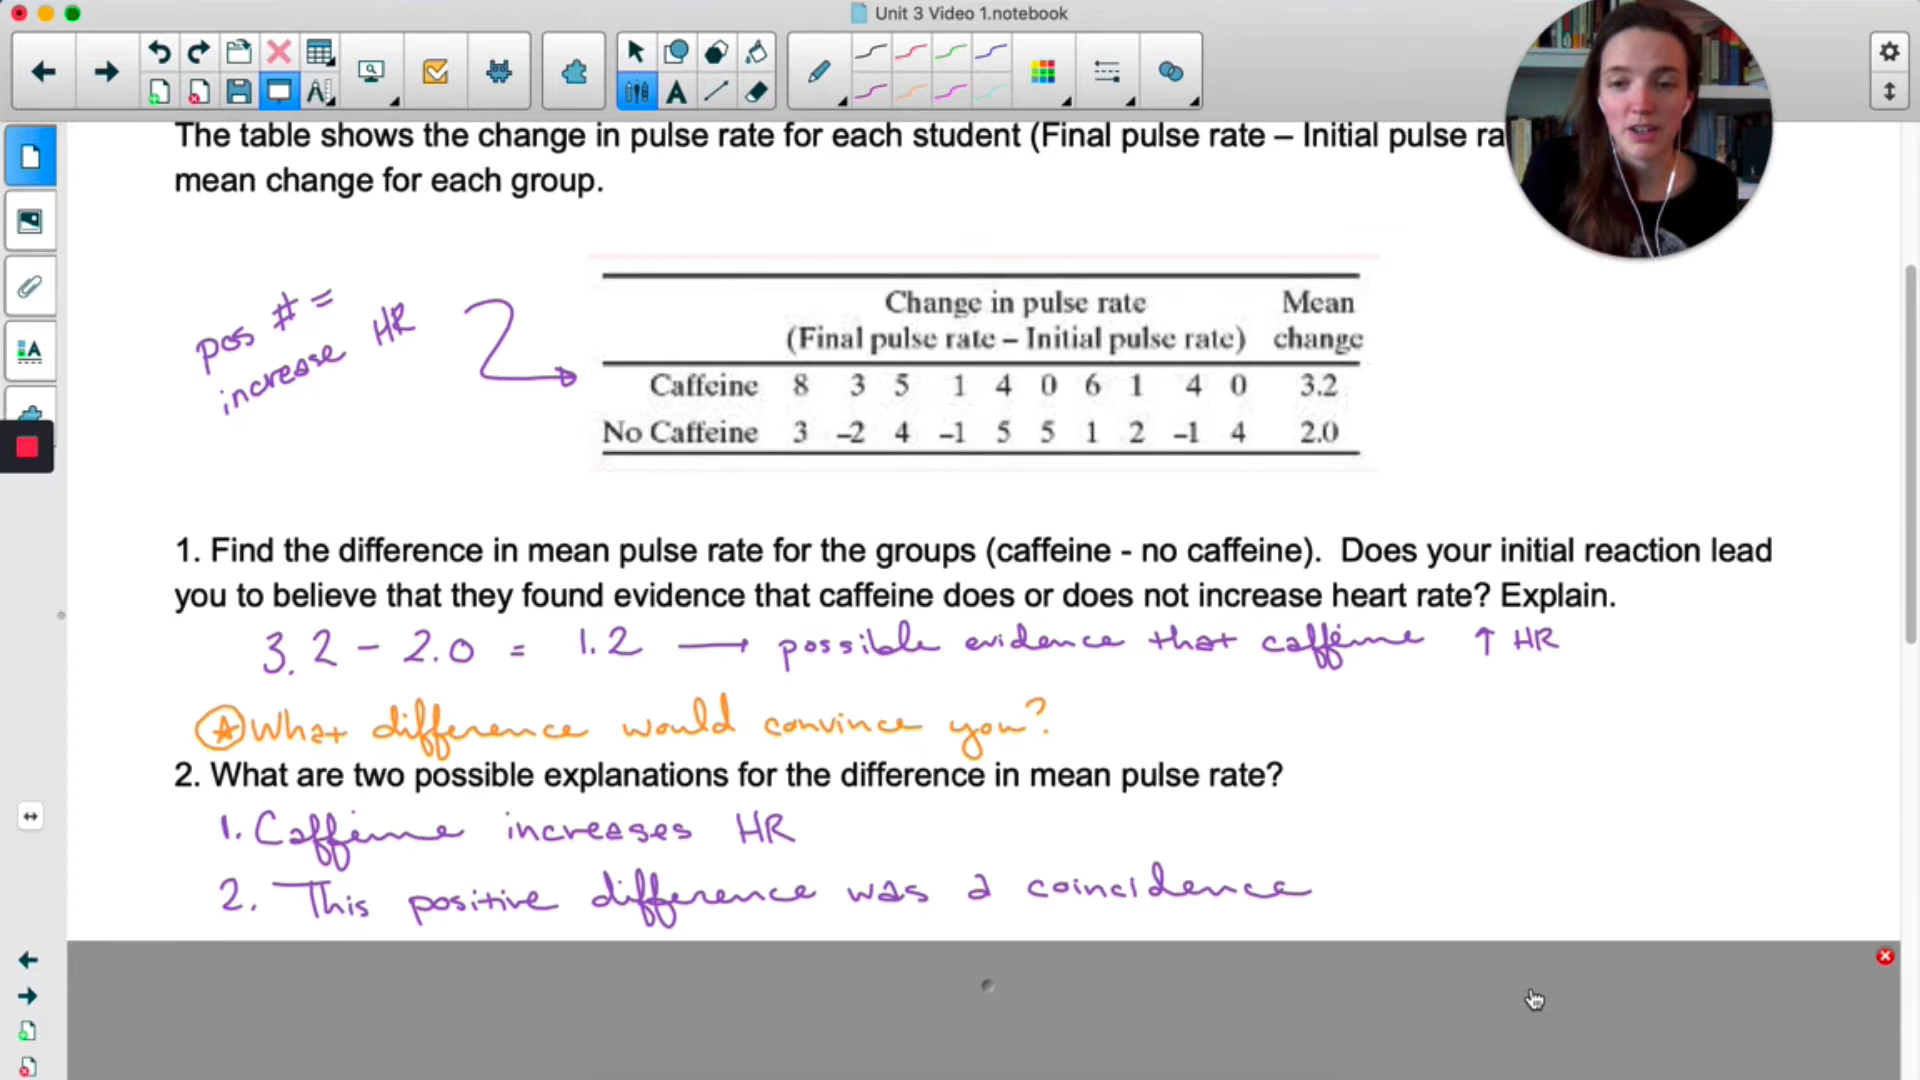 Unit 3 Video 1.notebook
The table shows the change in pulse rate for each student (Final pulse rate – Initial pulse ra
mean change for each group.
pos # =
increase HR
Change in pulse rate Mean
(Final pulse rate – Initial pulse rate) change
Caffeine 8 3 5 1 4 0 6 1 4 0 3.2
No Caffeine 3 –2 4 –1 5 5 1 2 –1 4 2.0
1. Find the difference in mean pulse rate for the groups (caffeine - no caffeine). Does your initial reaction lead
you to believe that they found evidence that caffeine does or does not increase heart rate? Explain.
3.2 - 2.0 = 1.2 → possible evidence that caffeine ↑ HR
What difference would convince you?
2. What are two possible explanations for the difference in mean pulse rate?
1. Caffeine increases HR
2. This positive difference was a coincidence